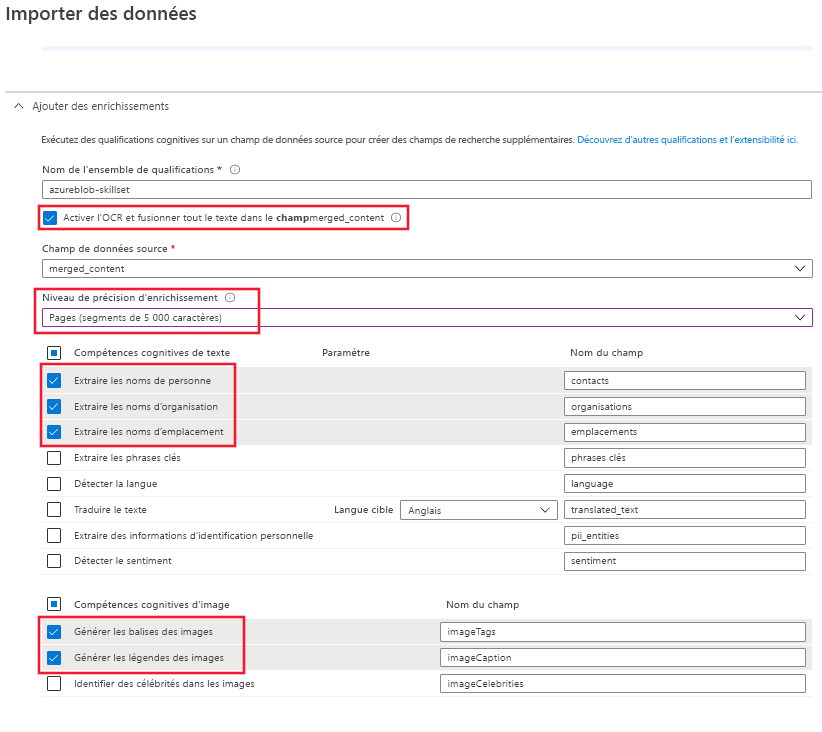 Importer des données
Ajouter des enrichissements
Exécutez des qualifications cognitives sur un champ de données source pour créer des champs de recherche supplémentaires. Découvrez d'autres qualifications et l'extensibilité ici.
Nom de l'ensemble de qualifications *
azureblob-skillset
Activer l'OCR et fusionner tout le texte dans le champmerged_content
Champ de données source *
merged_content
Niveau de précision d'enrichissement
Pages (segments de 5 000 caractères)
Compétences cognitives de texte Paramètre Nom du champ
Extraire les noms de personne contacts
Extraire les noms d'organisation organisations
Extraire les noms d'emplacement emplacements
Extraire les phrases clés phrases clés
Détecter la langue language
Traduire le texte Langue cible Anglais translated_text
Extraire des informations d'identification personnelle pii_entities
Détecter le sentiment sentiment
Compétences cognitives d'image Nom du champ
Générer les balises des images imageTags
Générer les légendes des images imageCaption
Identifier des célébrités dans les images imageCelebrities